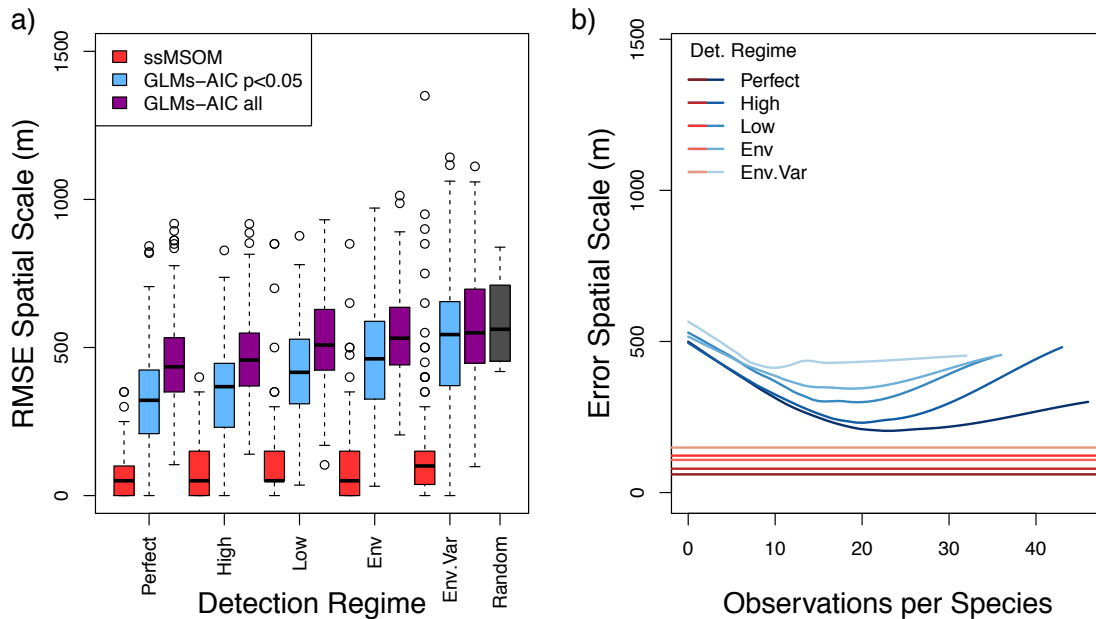 a)
RMSE Spatial Scale (m)
1500
1000
500
0
ssMSOM
GLMs-AIC p<0.05
GLMs-AIC all
Perfect
High
Low
Env
Env.Var
Random
Detection Regime
b)
Error Spatial Scale (m)
1500
1000
500
0
Det. Regime
Perfect
High
Low
Env
Env.Var
0 10 20 30 40
Observations per Species